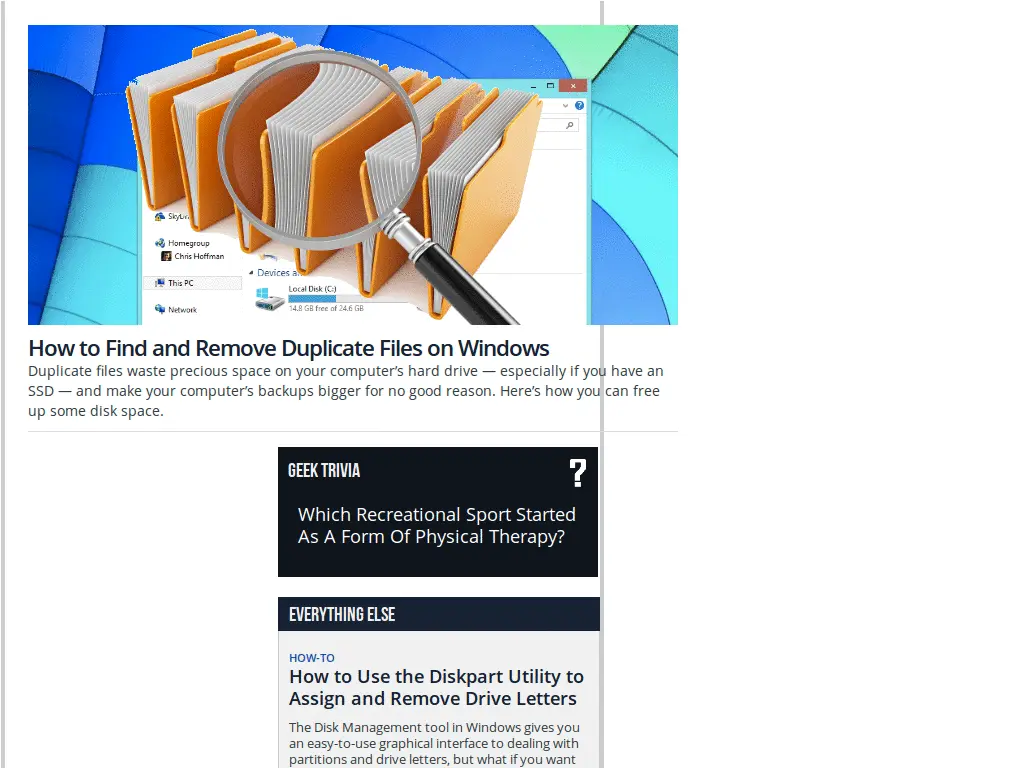 SkyDrive
Homegroup
Chris Hoffman
This PC
Devices a
Local Disk (C:)
14.8 GB free of 24.6 GB
Network
How to Find and Remove Duplicate Files on Windows
Duplicate files waste precious space on your computer’s hard drive — especially if you have an
SSD — and make your computer’s backups bigger for no good reason. Here’s how you can free
up some disk space.
GEEK TRIVIA
?
Which Recreational Sport Started
As A Form Of Physical Therapy?
EVERYTHING ELSE
HOW-TO
How to Use the Diskpart Utility to
Assign and Remove Drive Letters
The Disk Management tool in Windows gives you
an easy-to-use graphical interface to dealing with
partitions and drive letters, but what if you want